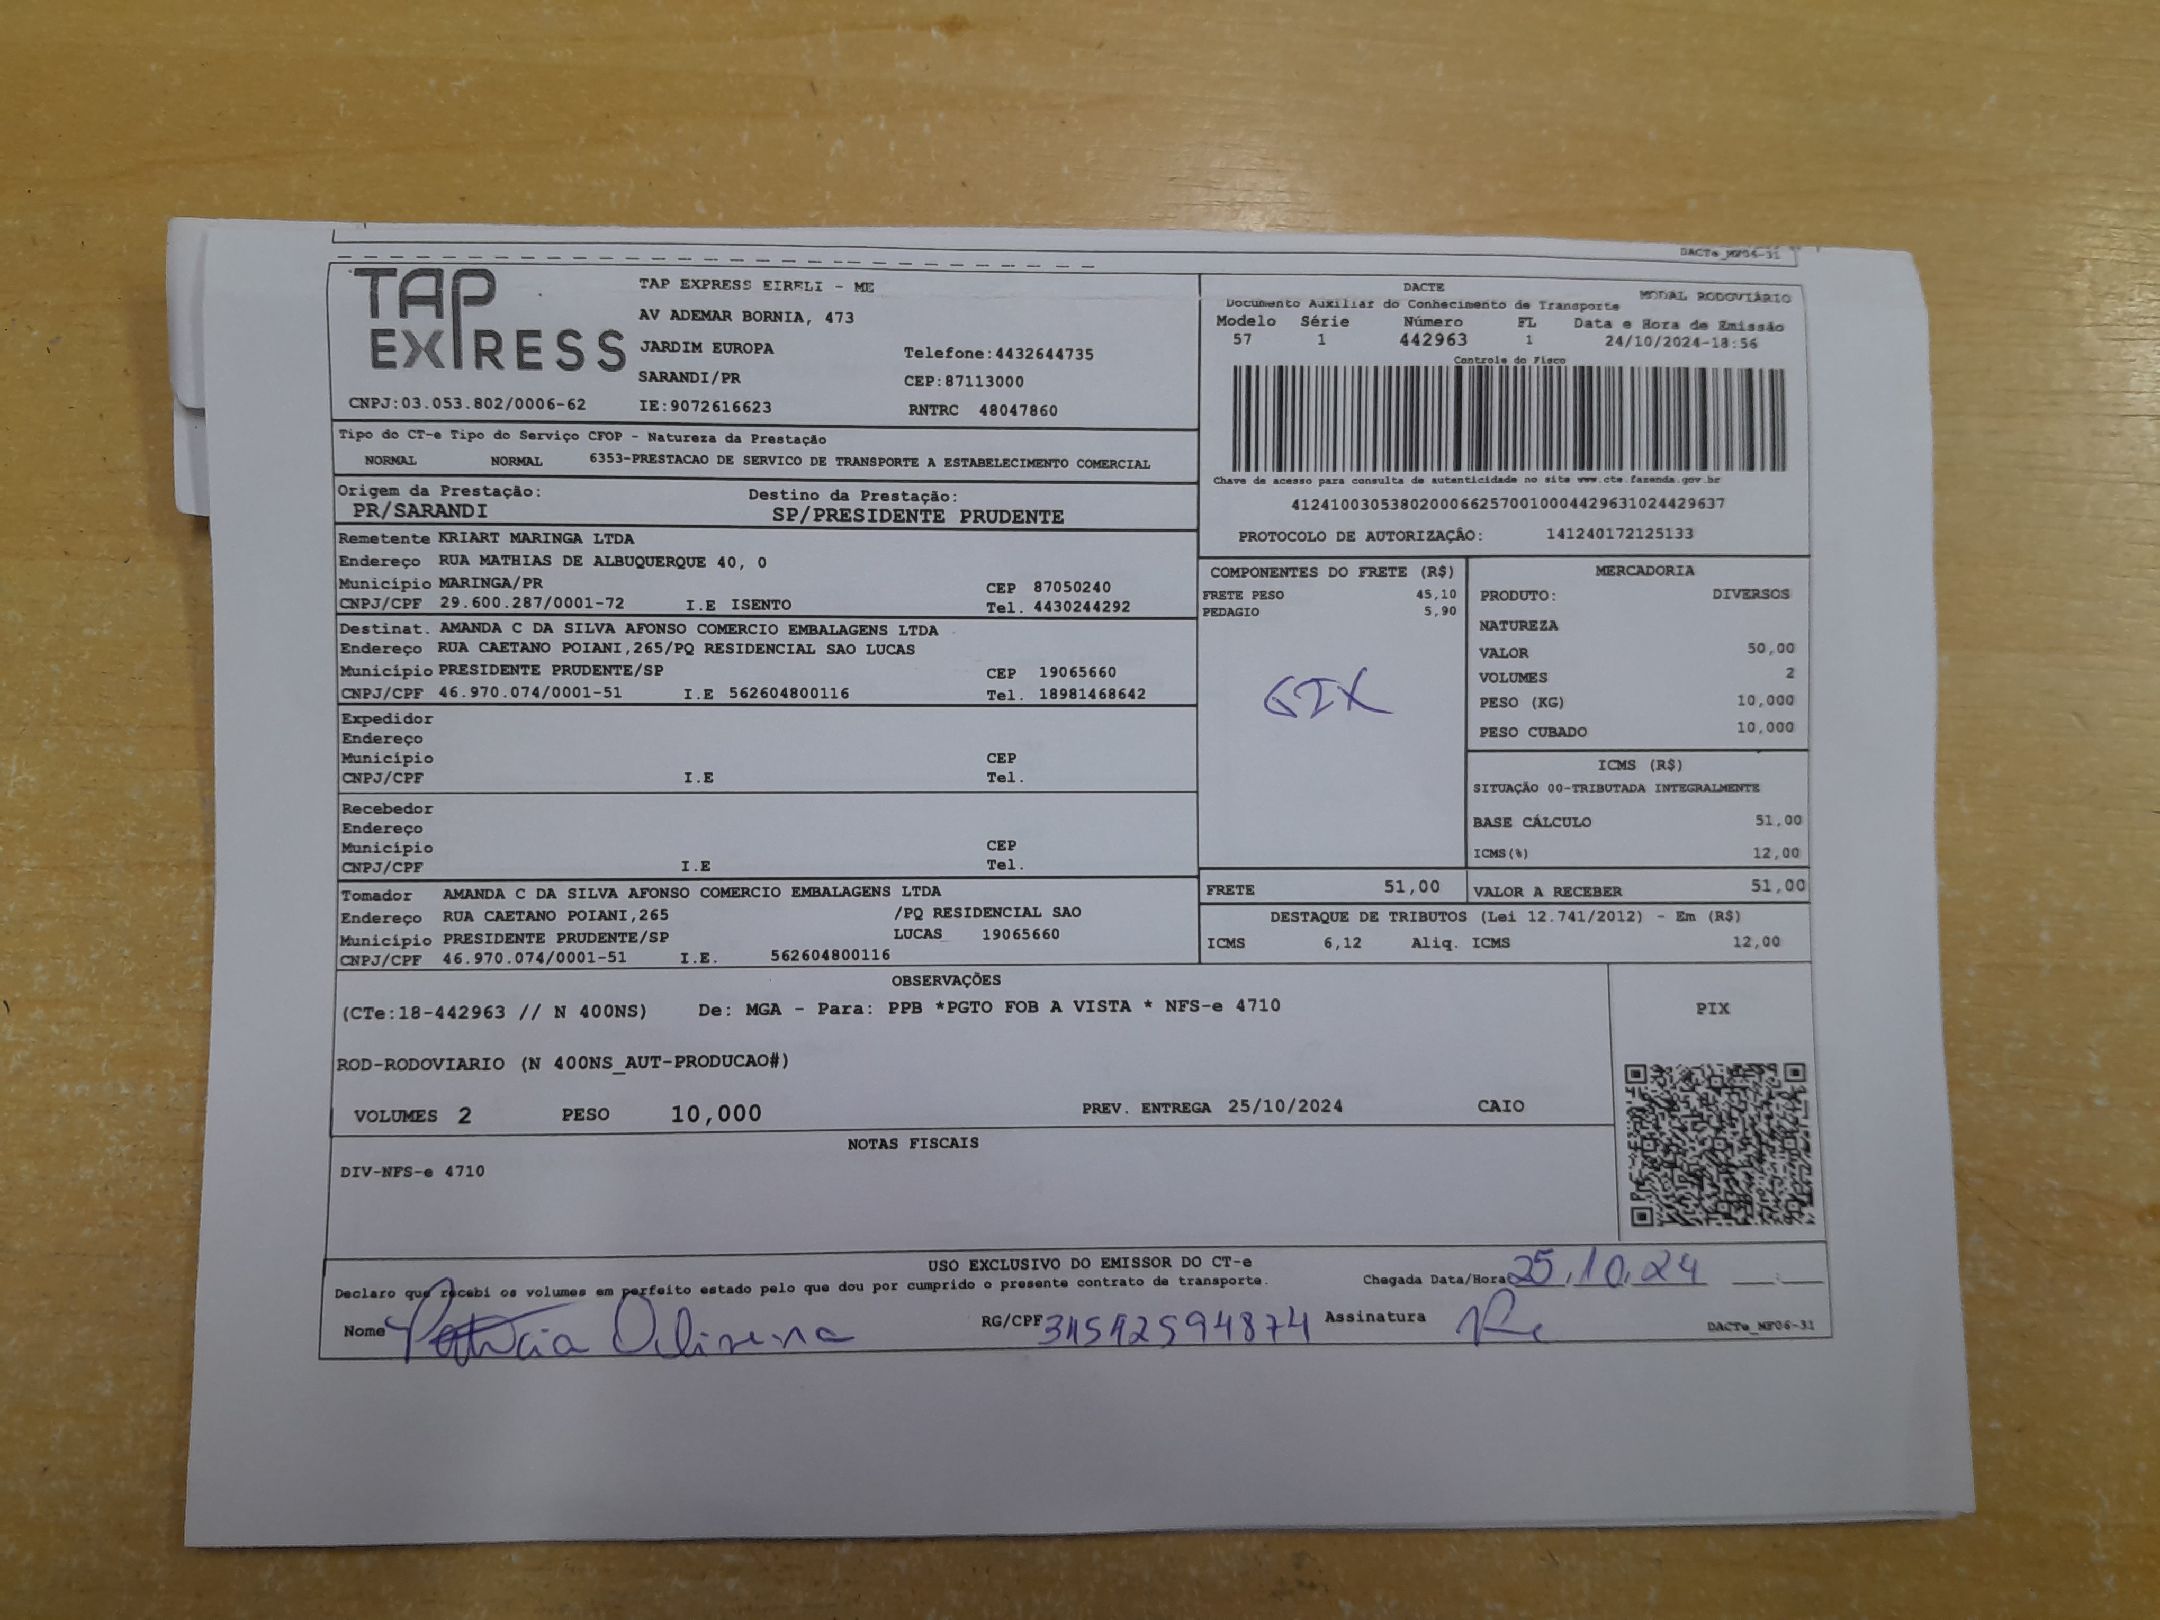 DACTe_MF06-31
TAP
EXPRESS
TAP EXPRESS EIRELI - ME
AV ADEMAR BORNIA, 473
JARDIM EUROPA
Telefone:4432644735
SARANDI/PR
CEP:87113000
CNPJ:03.053.802/0006-62
IE:9072616623
RNTRC 48047860
DACTE
Documento Auxiliar do Conhecimento de Transporte
MODAL RODOVIÁRIO
Modelo Série Número FL Data e Hora de Emissão
57 1 442963 1 24/10/2024-18:56
Controle do Fisco
Chave de acesso para consulta de autenticidade no site www.cte.fazenda.gov.br
41241003053802000662570010004429631024429637
PROTOCOLO DE AUTORIZAÇÃO: 141240172125133
Tipo do CT-e Tipo do Serviço CFOP - Natureza da Prestação
NORMAL NORMAL 6353-PRESTACAO DE SERVICO DE TRANSPORTE A ESTABELECIMENTO COMERCIAL
Origem da Prestação: Destino da Prestação:
PR/SARANDI SP/PRESIDENTE PRUDENTE
Remetente KRIART MARINGA LTDA
Endereço RUA MATHIAS DE ALBUQUERQUE 40, 0
Município MARINGA/PR CEP 87050240
CNPJ/CPF 29.600.287/0001-72 I.E ISENTO Tel. 4430244292
Destinat. AMANDA C DA SILVA AFONSO COMERCIO EMBALAGENS LTDA
Endereço RUA CAETANO POIANI,265/PQ RESIDENCIAL SAO LUCAS
Município PRESIDENTE PRUDENTE/SP CEP 19065660
CNPJ/CPF 46.970.074/0001-51 I.E 562604800116 Tel. 18981468642
Expedidor
Endereço
Município CEP
CNPJ/CPF I.E Tel.
Recebedor
Endereço
Município CEP
CNPJ/CPF I.E Tel.
Tomador AMANDA C DA SILVA AFONSO COMERCIO EMBALAGENS LTDA
Endereço RUA CAETANO POIANI,265 /PQ RESIDENCIAL SAO
Município PRESIDENTE PRUDENTE/SP LUCAS 19065660
CNPJ/CPF 46.970.074/0001-51 I.E. 562604800116
COMPONENTES DO FRETE (R$)
FRETE PESO 45,10
PEDAGIO 5,90
MERCADORIA
PRODUTO: DIVERSOS
NATUREZA
VALOR 50,00
VOLUMES 2
PESO (KG) 10,000
PESO CUBADO 10,000
ICMS (R$)
SITUAÇÃO 00-TRIBUTADA INTEGRALMENTE
BASE CÁLCULO 51,00
ICMS(%) 12,00
FRETE 51,00 VALOR A RECEBER 51,00
DESTAQUE DE TRIBUTOS (Lei 12.741/2012) - Em (R$)
ICMS 6,12 Aliq. ICMS 12,00
OBSERVAÇÕES
(CTe:18-442963 // N 400NS) De: MGA - Para: PPB *PGTO FOB A VISTA * NFS-e 4710
ROD-RODOVIARIO (N 400NS_AUT-PRODUCAO#)
VOLUMES 2 PESO 10,000 PREV. ENTREGA 25/10/2024 CAIO
PIX
NOTAS FISCAIS
DIV-NFS-e 4710
USO EXCLUSIVO DO EMISSOR DO CT-e
Declaro que recebi os volumes em perfeito estado pelo que dou por cumprido o presente contrato de transporte.
Chegada Data/Hora 25.10.24
Nome Patricia Oliveira RG/CPF Assinatura
DACTe_MF06-31